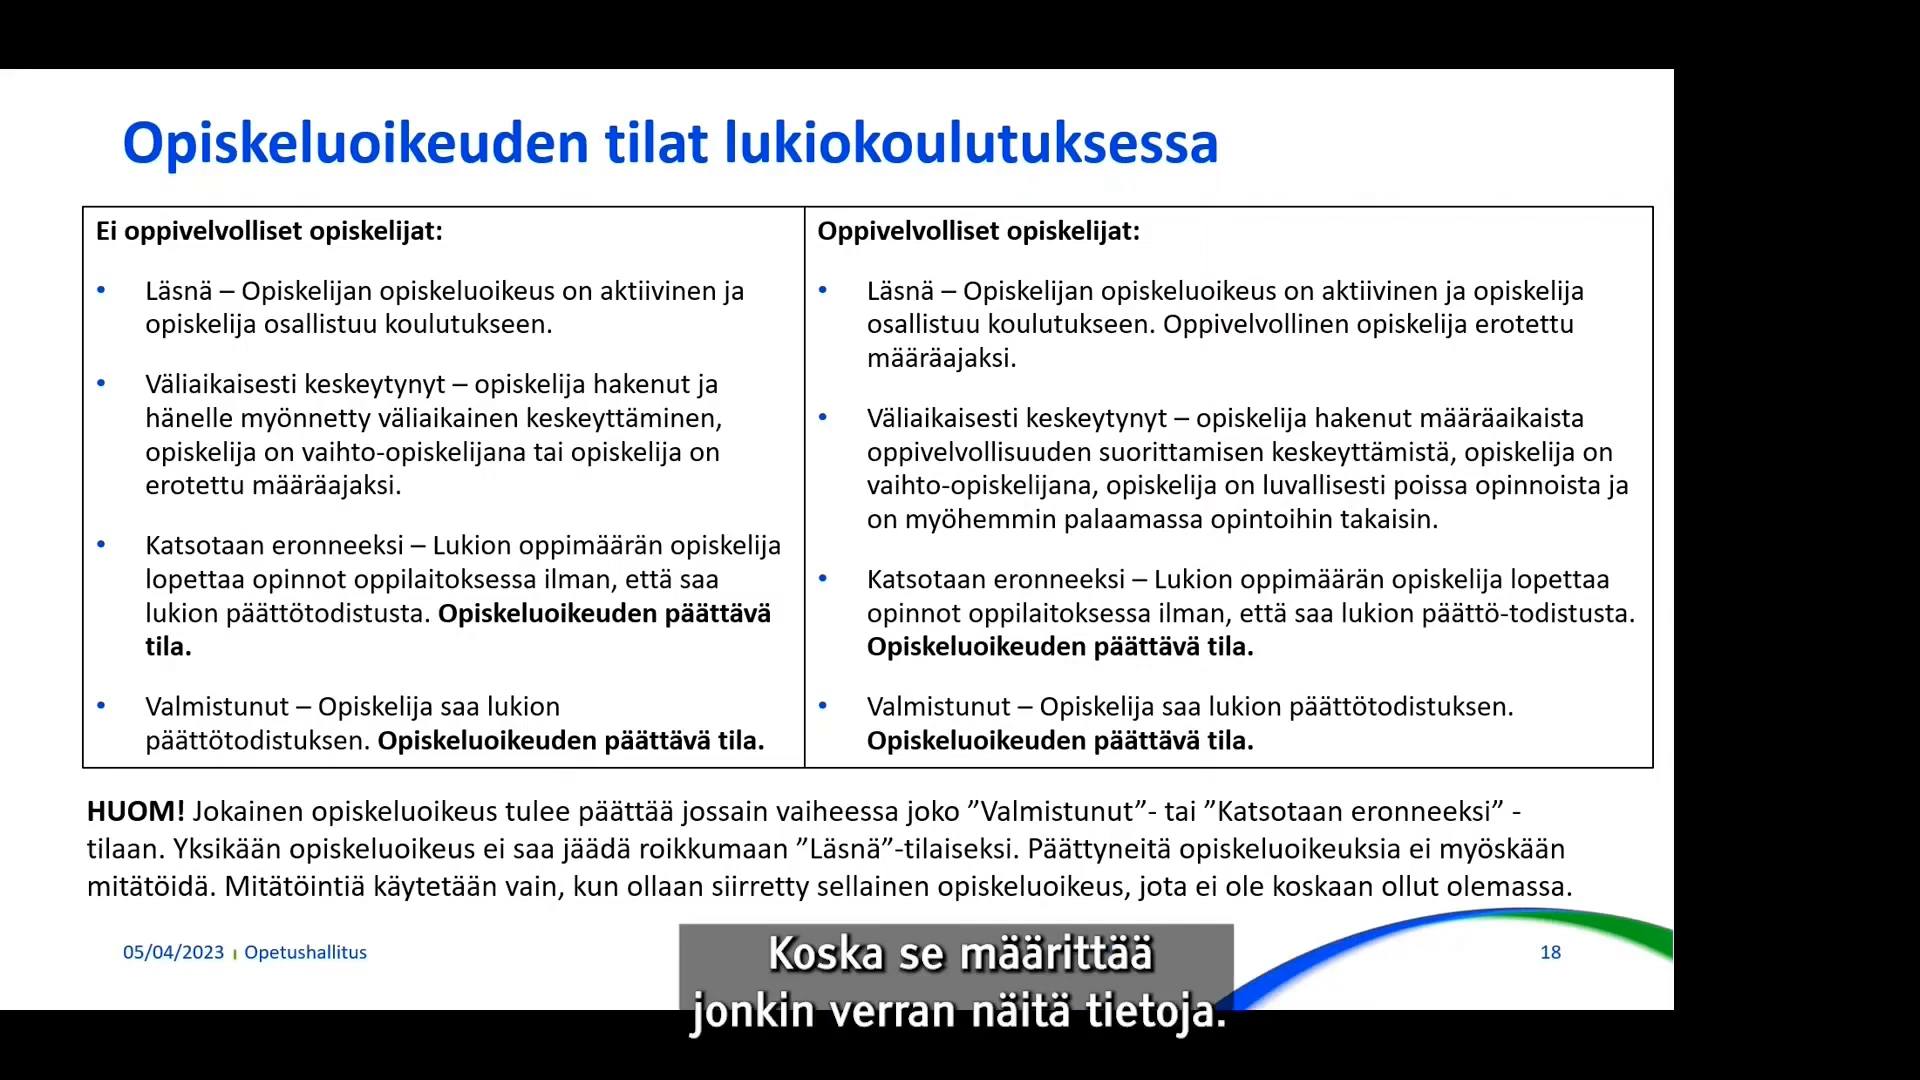 Opiskeluoikeuden tilat lukiokoulutuksessa
Ei oppivelvolliset opiskelijat:
• Läsnä – Opiskelijan opiskeluoikeus on aktiivinen ja
opiskelija osallistuu koulutukseen.
• Väliaikaisesti keskeytynyt – opiskelija hakenut ja
hänelle myönnetty väliaikainen keskeyttäminen,
opiskelija on vaihto-opiskelijana tai opiskelija on
erotettu määräajaksi.
• Katsotaan eronneeksi – Lukion oppimäärän opiskelija
lopettaa opinnot oppilaitoksessa ilman, että saa
lukion päättötodistusta. Opiskeluoikeuden päättävä
tila.
• Valmistunut – Opiskelija saa lukion
päättötodistuksen. Opiskeluoikeuden päättävä tila.
Oppivelvolliset opiskelijat:
• Läsnä – Opiskelijan opiskeluoikeus on aktiivinen ja opiskelija
osallistuu koulutukseen. Oppivelvollinen opiskelija erotettu
määräajaksi.
• Väliaikaisesti keskeytynyt – opiskelija hakenut määräaikaista
oppivelvollisuuden suorittamisen keskeyttämistä, opiskelija on
vaihto-opiskelijana, opiskelija on luvallisesti poissa opinnoista ja
on myöhemmin palaamassa opintoihin takaisin.
• Katsotaan eronneeksi – Lukion oppimäärän opiskelija lopettaa
opinnot oppilaitoksessa ilman, että saa lukion päättö-todistusta.
Opiskeluoikeuden päättävä tila.
• Valmistunut – Opiskelija saa lukion päättötodistuksen.
Opiskeluoikeuden päättävä tila.
HUOM! Jokainen opiskeluoikeus tulee päättää jossain vaiheessa joko ”Valmistunut”- tai ”Katsotaan eronneeksi” -
tilaan. Yksikään opiskeluoikeus ei saa jäädä roikkumaan ”Läsnä”-tilaiseksi. Päättyneitä opiskeluoikeuksia ei myöskään
mitätöidä. Mitätöintiä käytetään vain, kun ollaan siirretty sellainen opiskeluoikeus, jota ei ole koskaan ollut olemassa.
05/04/2023 Opetushallitus
18
Koska se määrittää
jonkin verran näitä tietoja.